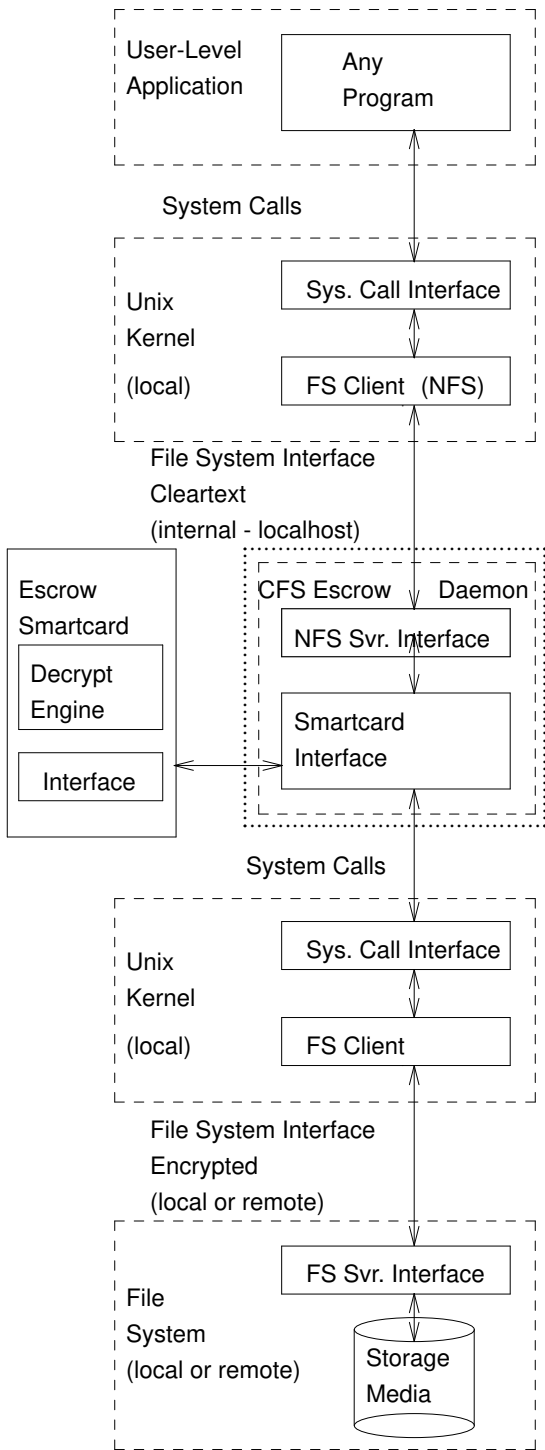 User-Level
Application
Any
Program
System Calls
Unix
Kernel
(local)
Sys. Call Interface
FS Client (NFS)
File System Interface
Cleartext
(internal - localhost)
Escrow
Smartcard
Decrypt
Engine
Interface
CFS Escrow Daemon
NFS Svr. Interface
Smartcard
Interface
System Calls
Unix
Kernel
(local)
Sys. Call Interface
FS Client
File System Interface
Encrypted
(local or remote)
File
System
(local or remote)
FS Svr. Interface
Storage
Media